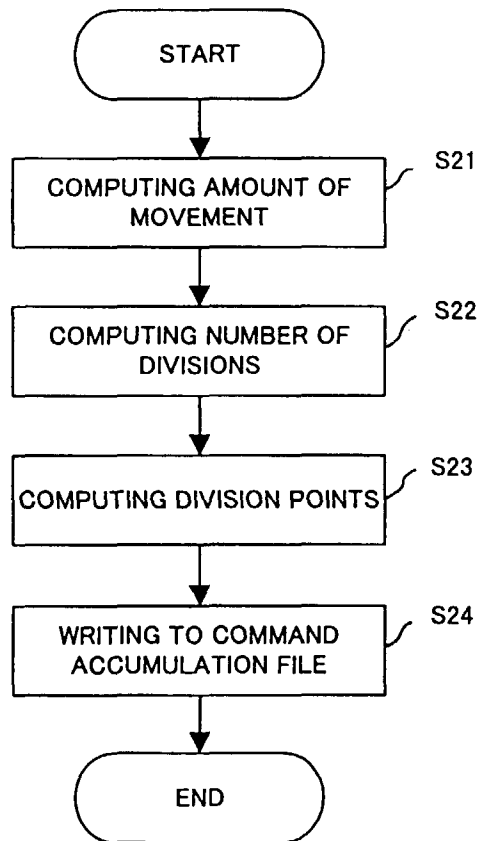 START
S21
COMPUTING AMOUNT OF
MOVEMENT
S22
COMPUTING NUMBER OF
DIVISIONS
S23
COMPUTING DIVISION POINTS
S24
WRITING TO COMMAND
ACCUMULATION FILE
END